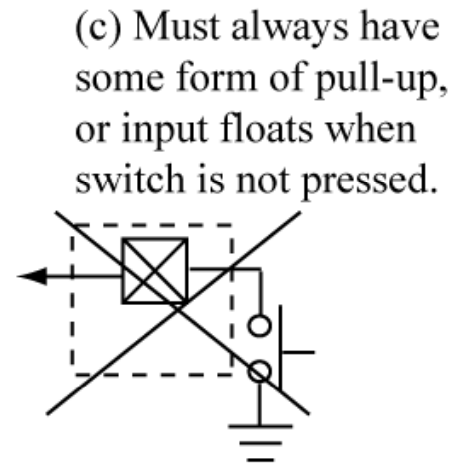 (c) Must always have
some form of pull-up,
or input floats when
switch is not pressed.